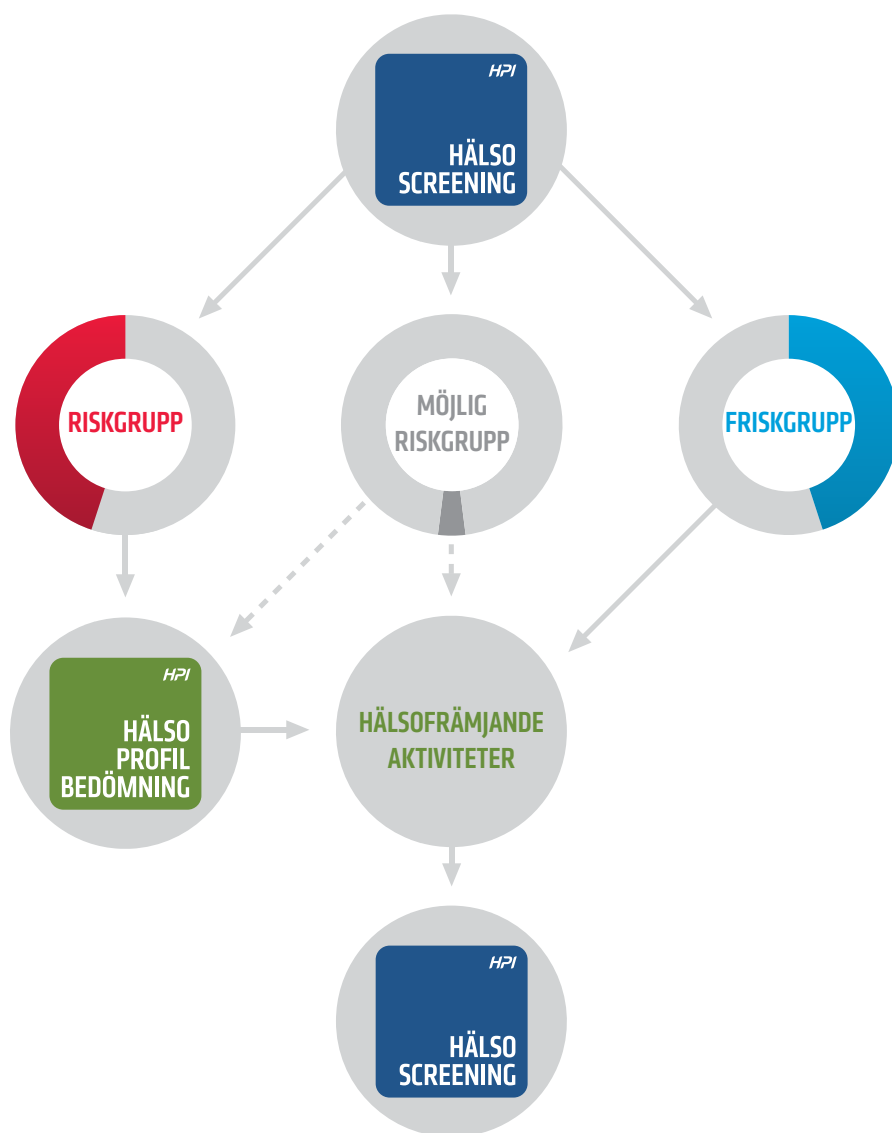 HPI
HÄLSO
SCREENING
RISKGRUPP
MÖJLIG
RISKGRUPP
FRISKGRUPP
HPI
HÄLSO
PROFIL
BEDÖMNING
HÄLSOFRÄMJANDE
AKTIVITETER
HPI
HÄLSO
SCREENING